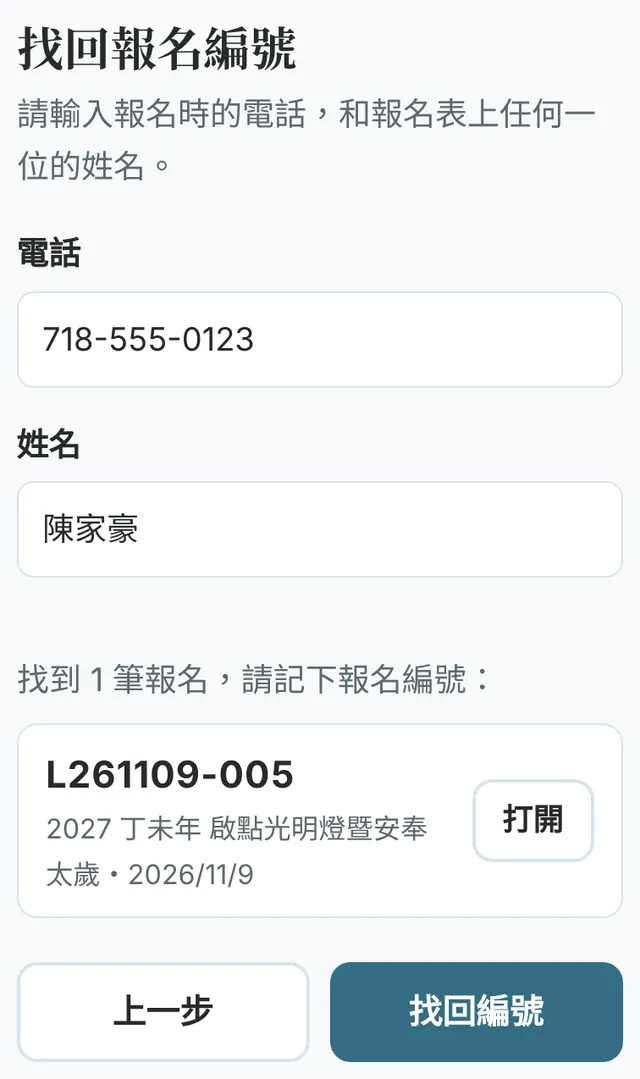 找回報名編號
請輸入報名時的電話，和報名表上任何一
位的姓名。
電話
718-555-0123
姓名
陳家豪
找到 1 筆報名，請記下報名編號：
L261109-005
2027 丁未年 啟點光明燈暨安奉
太歲・2026/11/9
打開
上一步
找回編號